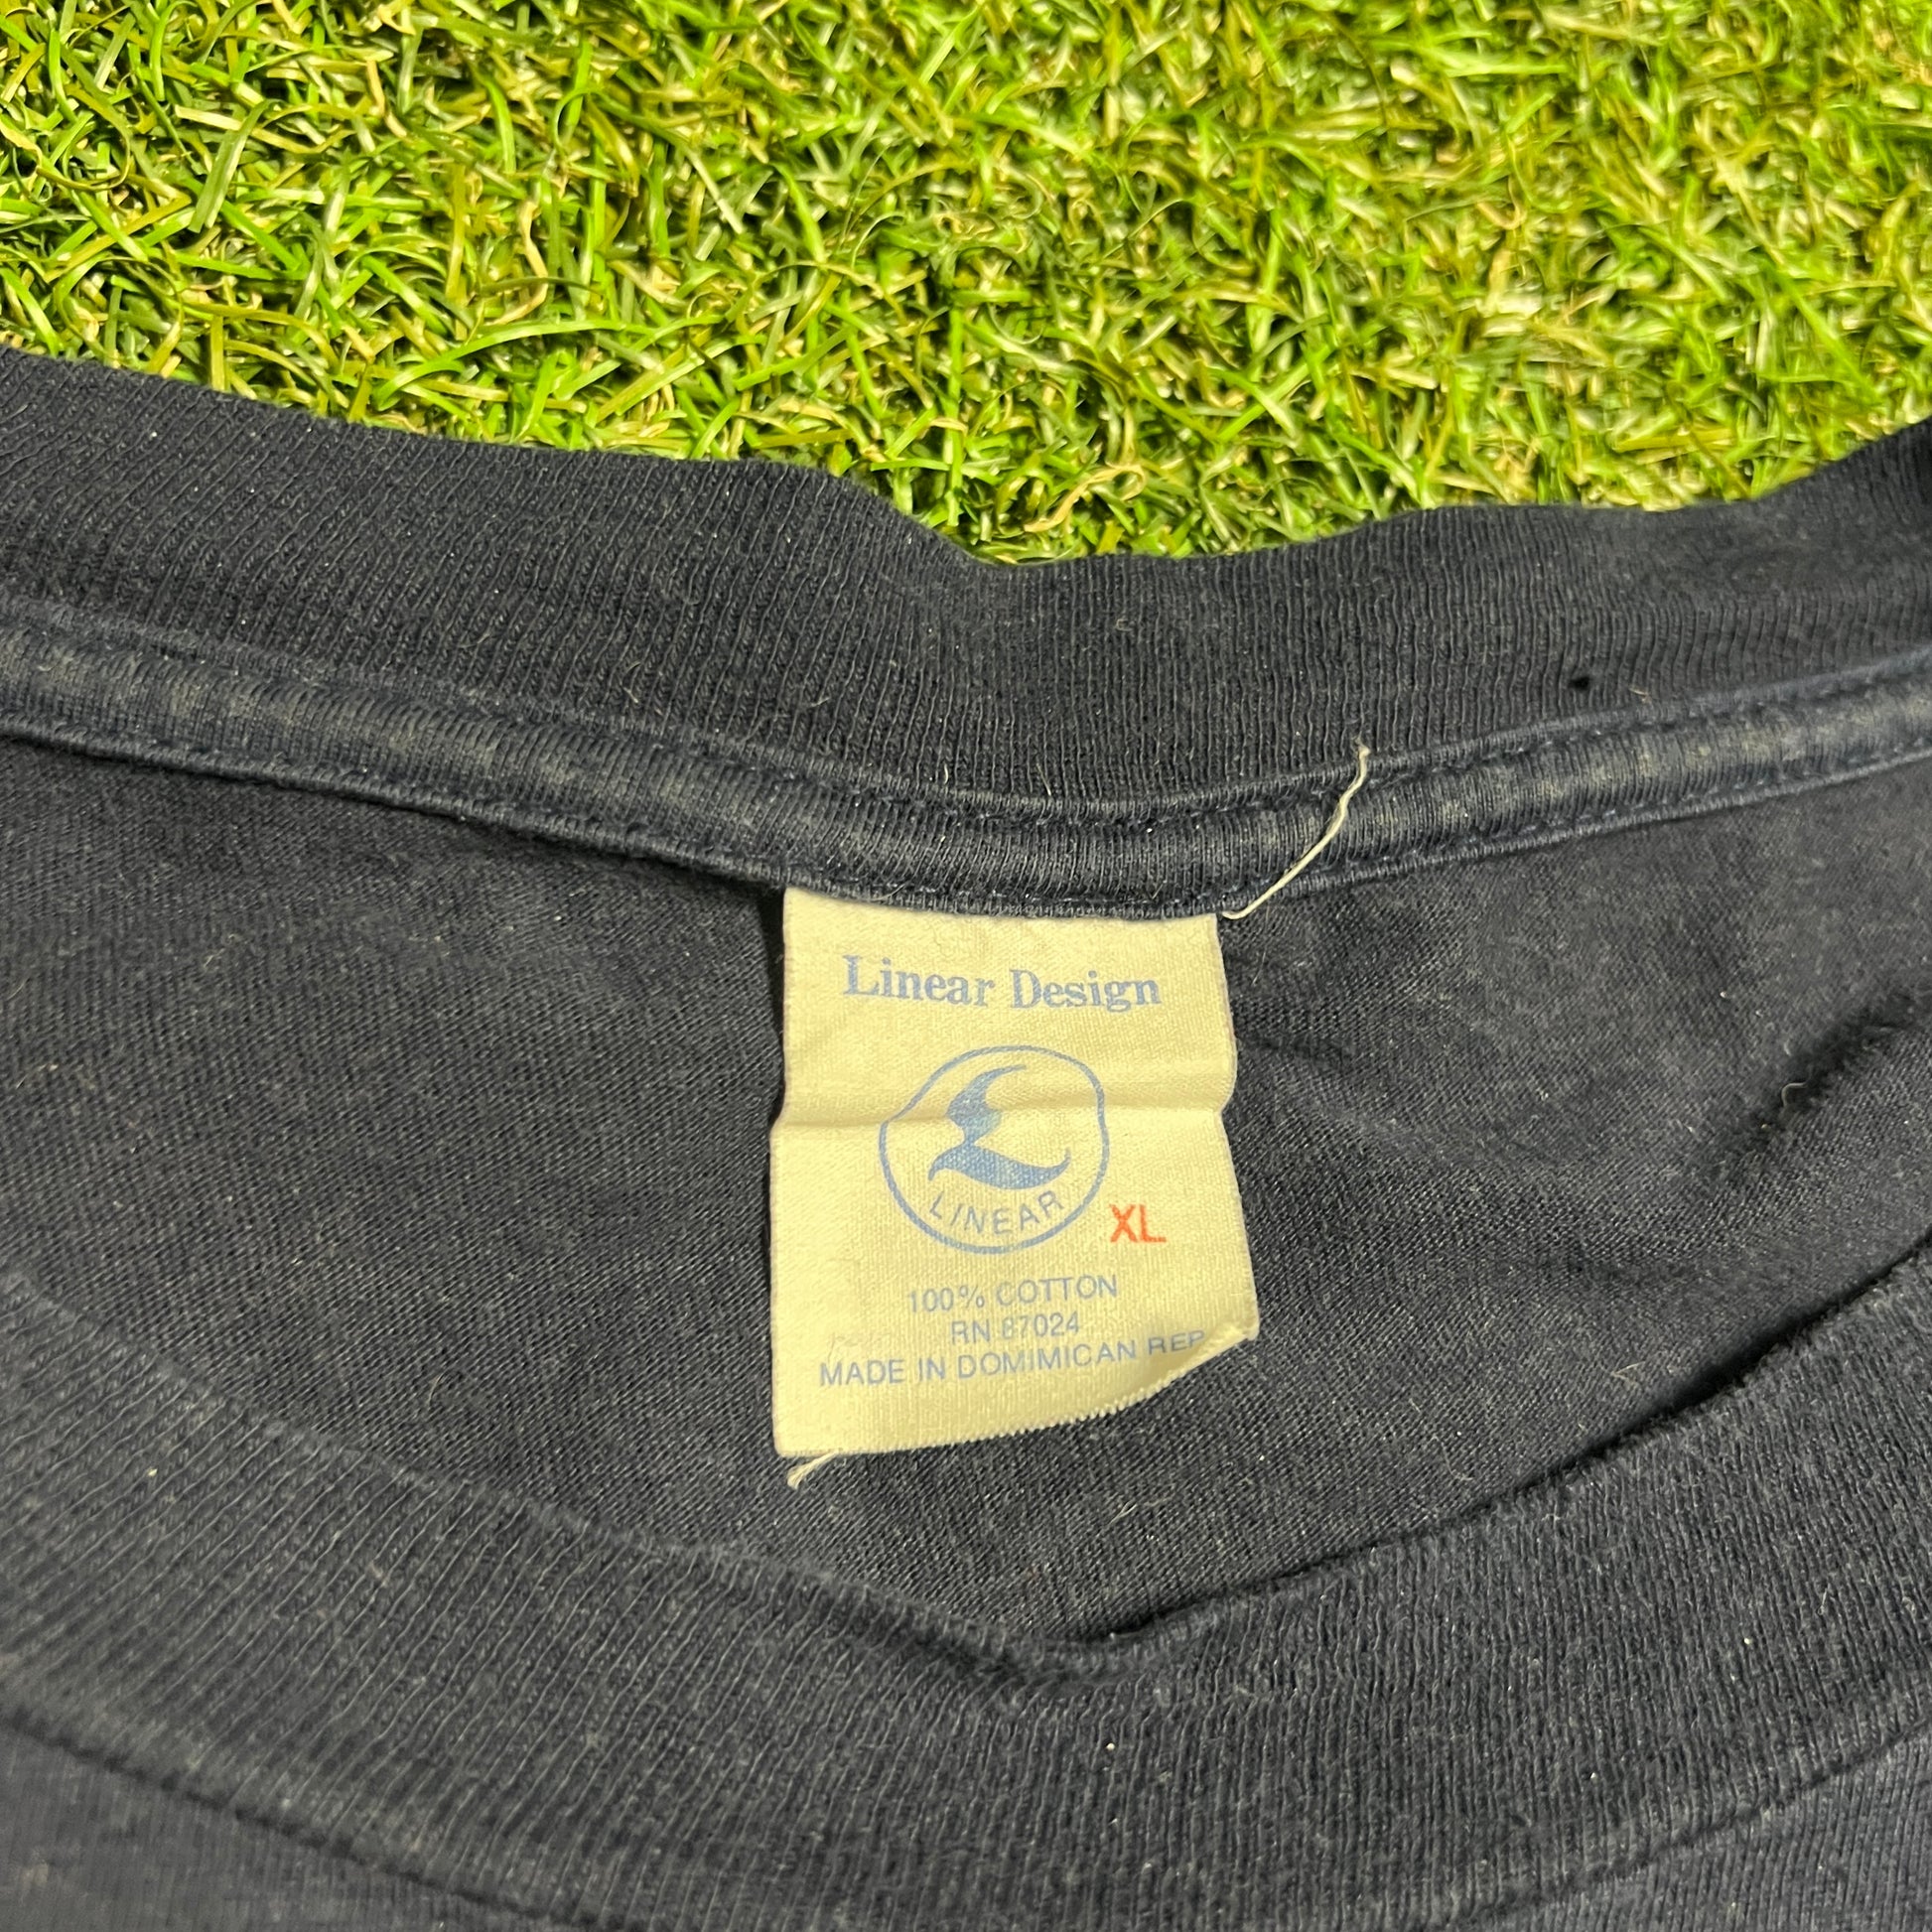 Linear Design
LINEAR
XL
100% COTTON
RN 87024
MADE IN DOMIMICAN REP